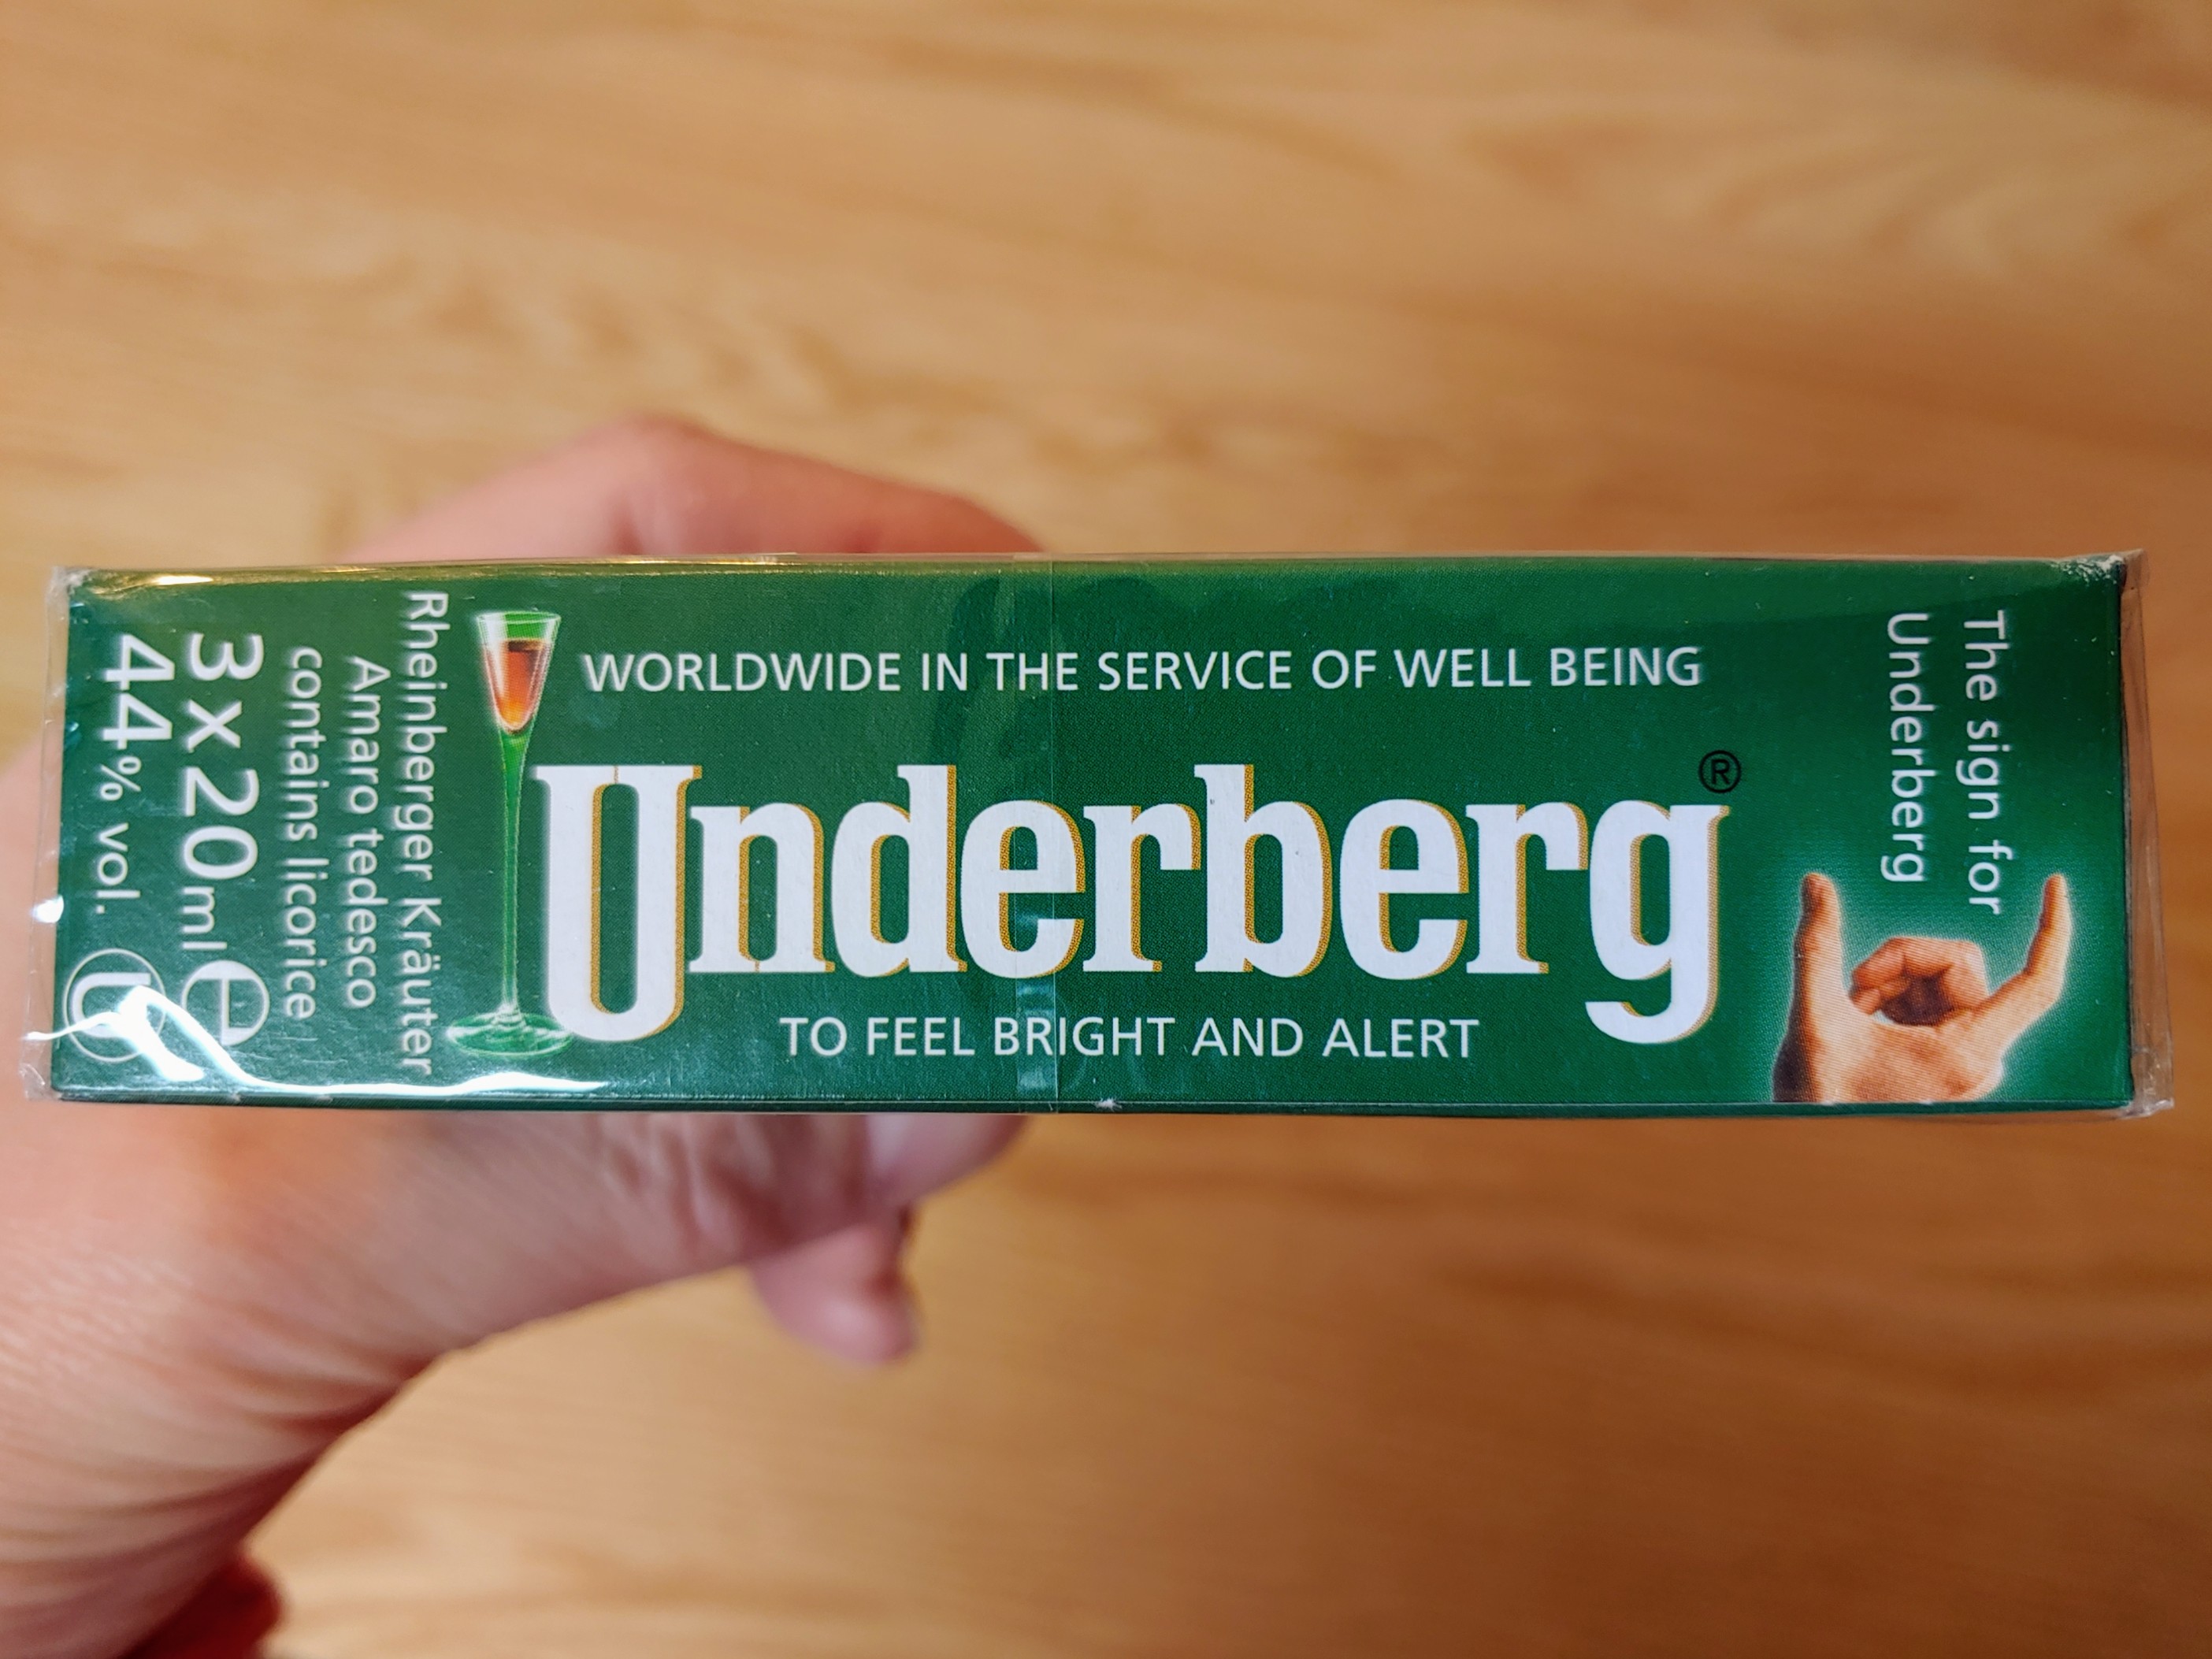 Rheinberger Kräuter
Amaro tedesco
contains licorice
3 x 20 ml ℮
44% vol.
WORLDWIDE IN THE SERVICE OF WELL BEING
Underberg®
TO FEEL BRIGHT AND ALERT
The sign for
Underberg